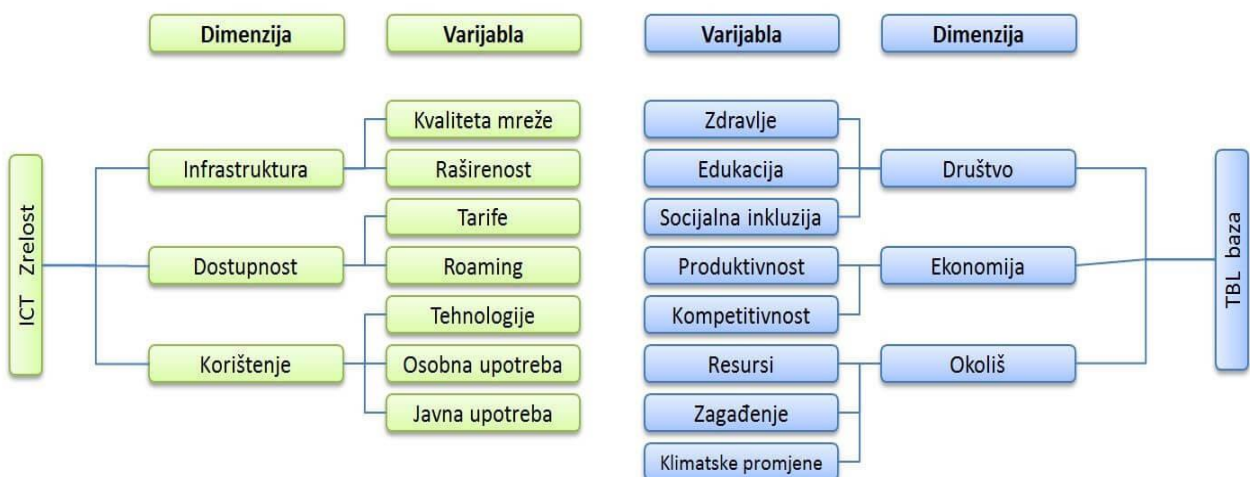 Dimenzija
Varijabla
Varijabla
Dimenzija
ICT Zrelost
Infrastruktura
Kvaliteta mreže
Raširenost
Dostupnost
Tarife
Roaming
Korištenje
Tehnologije
Osobna upotreba
Javna upotreba
Zdravlje
Edukacija
Socijalna inkluzija
Društvo
Produktivnost
Kompetitivnost
Ekonomija
Resursi
Zagađenje
Klimatske promjene
Okoliš
TBL baza